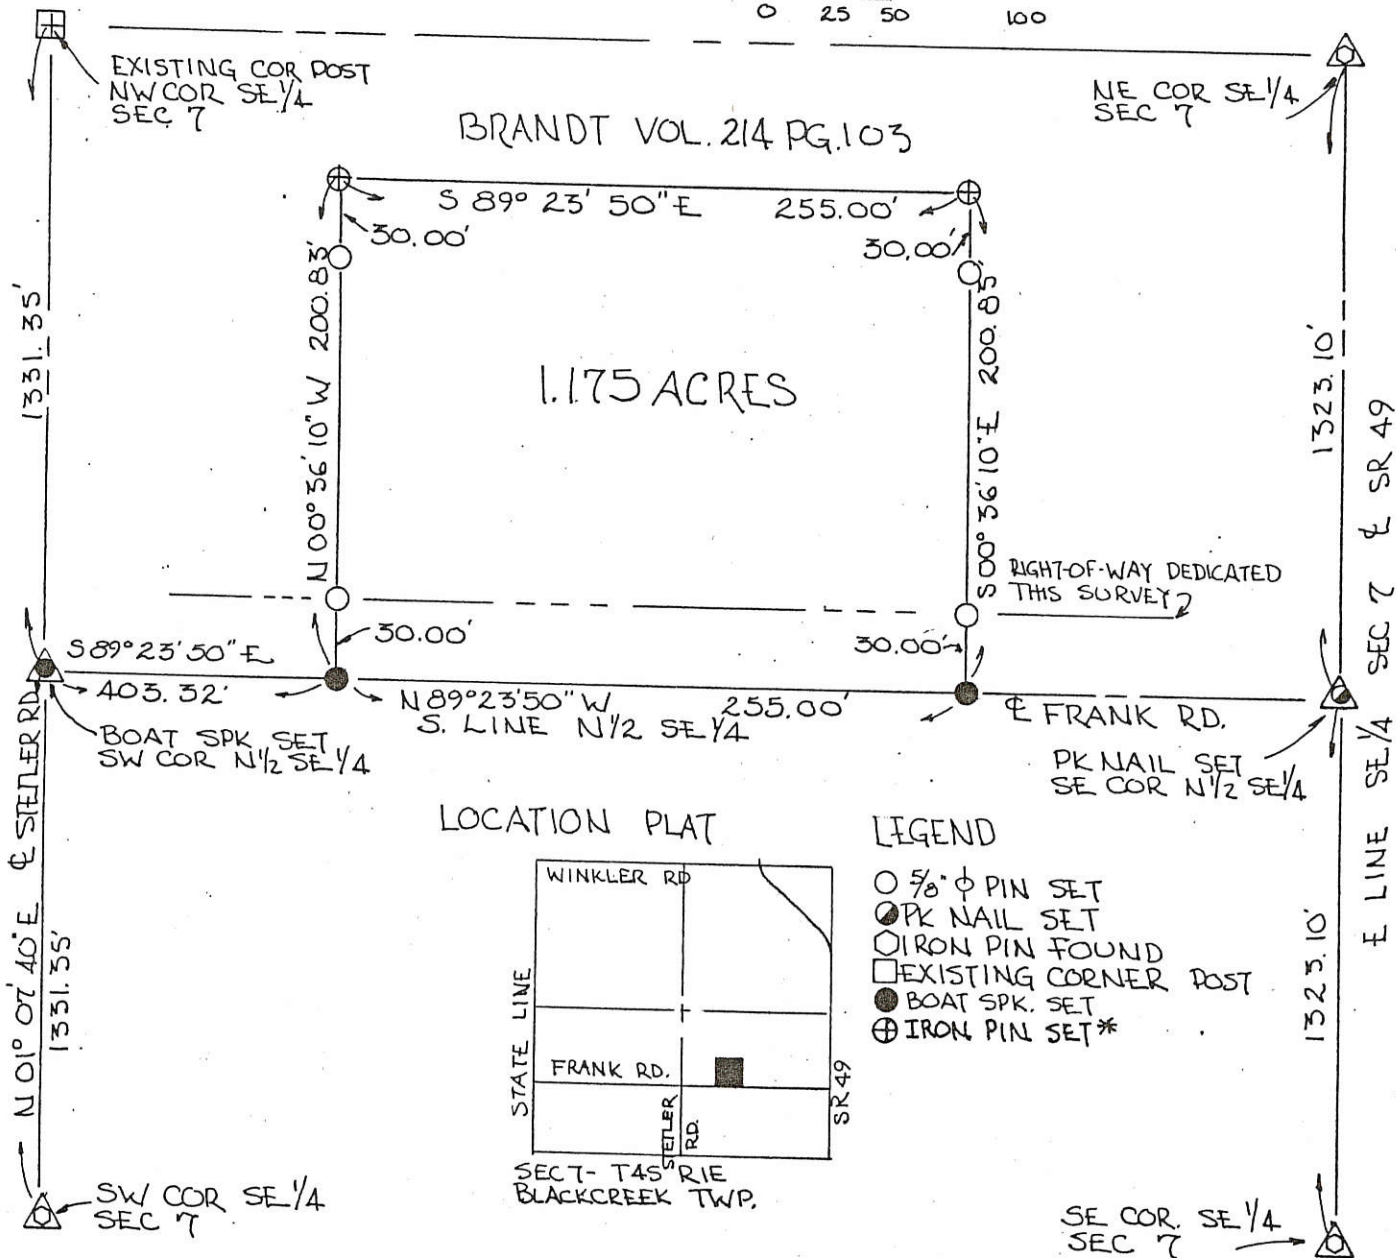 0 25 50 100
EXISTING COR POST
NW COR SE 1/4
SEC 7
NE COR SE 1/4
SEC 7
BRANDT VOL. 214 PG. 103
S 89° 23' 50" E 255.00'
30.00'
30.00'
1331.35'
N 00° 36' 10" W 200.83'
1.175 ACRES
S 00° 36' 10" E 200.83'
1323.10'
E LINE SE 1/4 SEC 7 ℄ SR 49
RIGHT-OF-WAY DEDICATED
THIS SURVEY
30.00'
30.00'
S 89° 23' 50" E
403.32'
N 89° 23' 50" W 255.00'
S. LINE N 1/2 SE 1/4
℄ FRANK RD.
BOAT SPK SET
SW COR N 1/2 SE 1/4
PK NAIL SET
SE COR N 1/2 SE 1/4
N 01° 07' 40" E ℄ STETLER RD
1331.35'
LOCATION PLAT
WINKLER RD
STATE LINE
FRANK RD.
STETLER
RD.
SR 49
SEC 7 - T4S R1E
BLACKCREEK TWP.
LEGEND
5/8" ϕ PIN SET
PK NAIL SET
IRON PIN FOUND
EXISTING CORNER POST
BOAT SPK. SET
IRON PIN SET *
1323.10'
SW COR SE 1/4
SEC 7
SE COR. SE 1/4
SEC 7